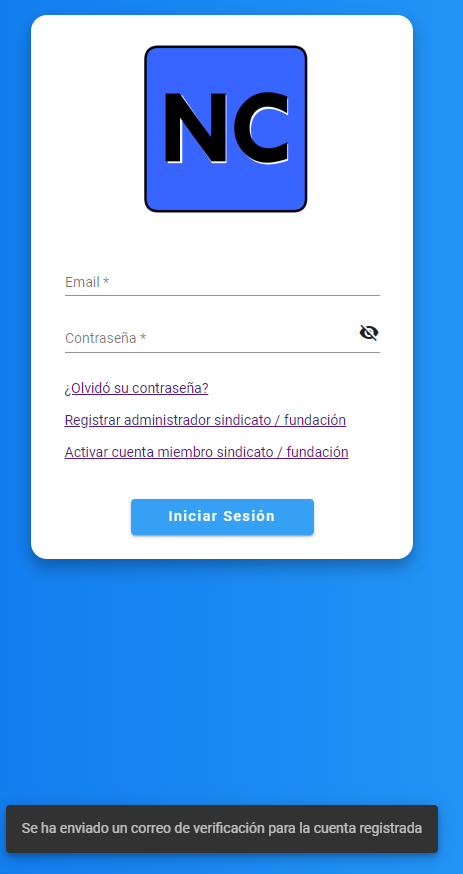 NC
Email *
Contraseña *
¿Olvidó su contraseña?
Registrar administrador sindicato / fundación
Activar cuenta miembro sindicato / fundación
Iniciar Sesión
Se ha enviado un correo de verificación para la cuenta registrada